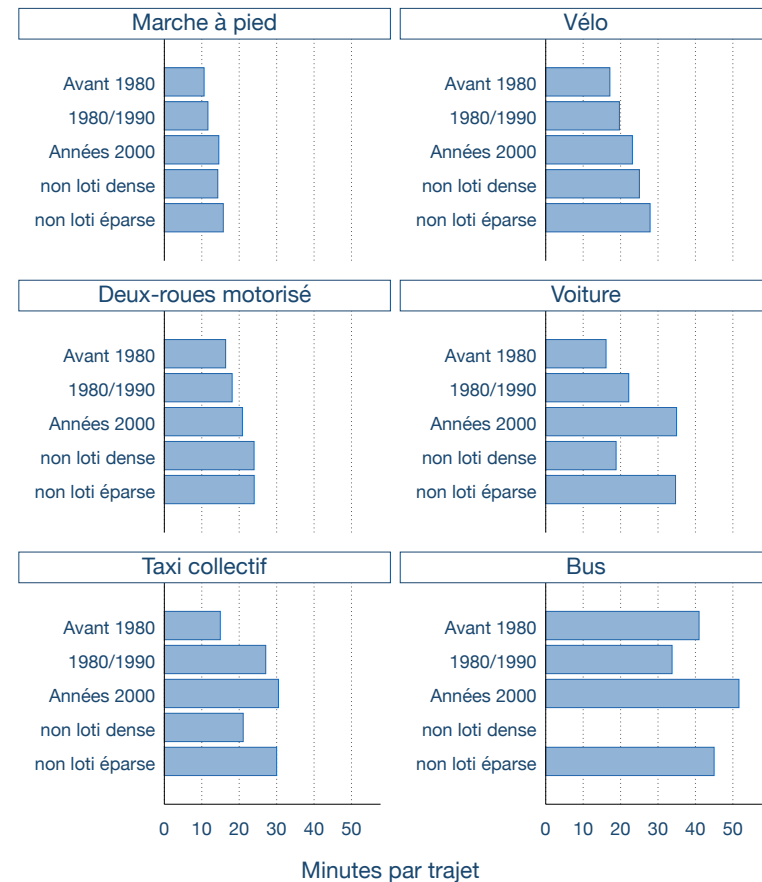 Marche à pied
Avant 1980
1980/1990
Années 2000
non loti dense
non loti éparse
Vélo
Avant 1980
1980/1990
Années 2000
non loti dense
non loti éparse
Deux-roues motorisé
Avant 1980
1980/1990
Années 2000
non loti dense
non loti éparse
Voiture
Avant 1980
1980/1990
Années 2000
non loti dense
non loti éparse
Taxi collectif
Avant 1980
1980/1990
Années 2000
non loti dense
non loti éparse
0 10 20 30 40 50
Bus
Avant 1980
1980/1990
Années 2000
non loti dense
non loti éparse
0 10 20 30 40 50
Minutes par trajet